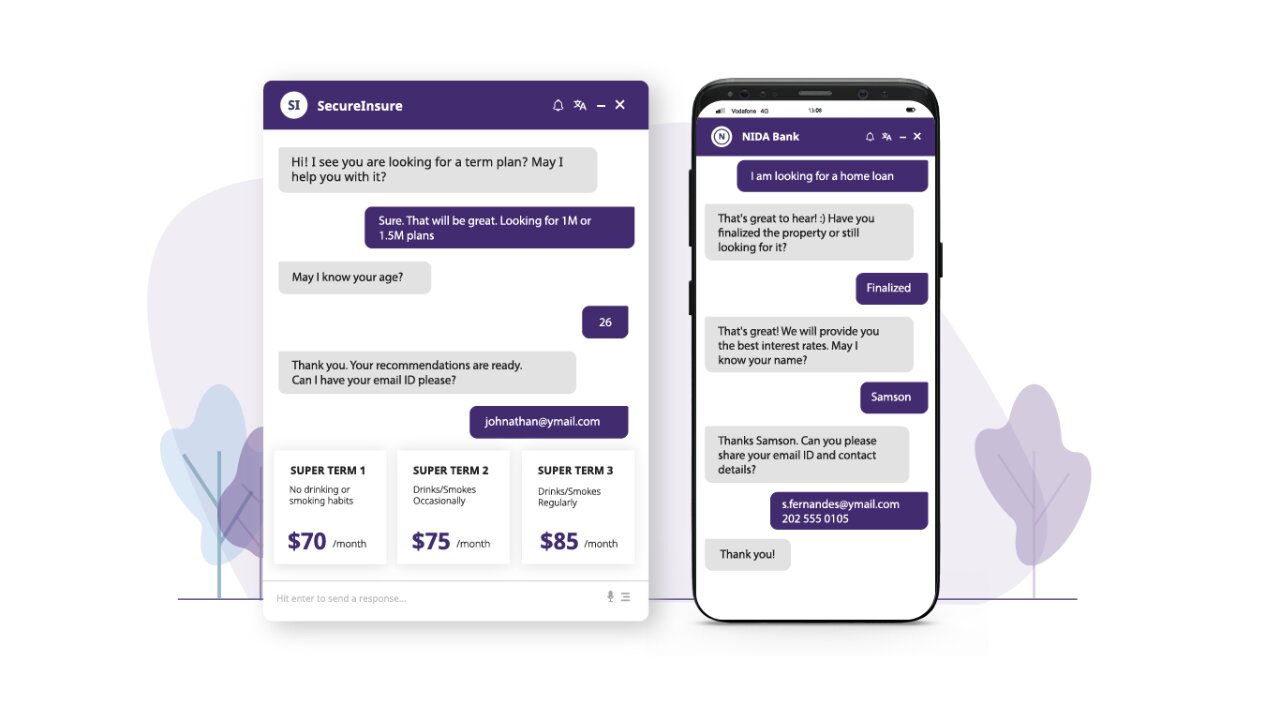 SI SecureInsure
Hi! I see you are looking for a term plan? May I
help you with it?
Sure. That will be great. Looking for 1M or
1.5M plans
May I know your age?
26
Thank you. Your recommendations are ready.
Can I have your email ID please?
johnathan@ymail.com
SUPER TERM 1
No drinking or
smoking habits
$70 /month
SUPER TERM 2
Drinks/Smokes
Occasionally
$75 /month
SUPER TERM 3
Drinks/Smokes
Regularly
$85 /month
Hit enter to send a response...
Vodafone 4G 13:08
N NIDA Bank
I am looking for a home loan
That's great to hear! :) Have you
finalized the property or still
looking for it?
Finalized
That's great! We will provide you
the best interest rates. May I
know your name?
Samson
Thanks Samson. Can you please
share your email ID and contact
details?
s.fernandes@ymail.com
202 555 0105
Thank you!